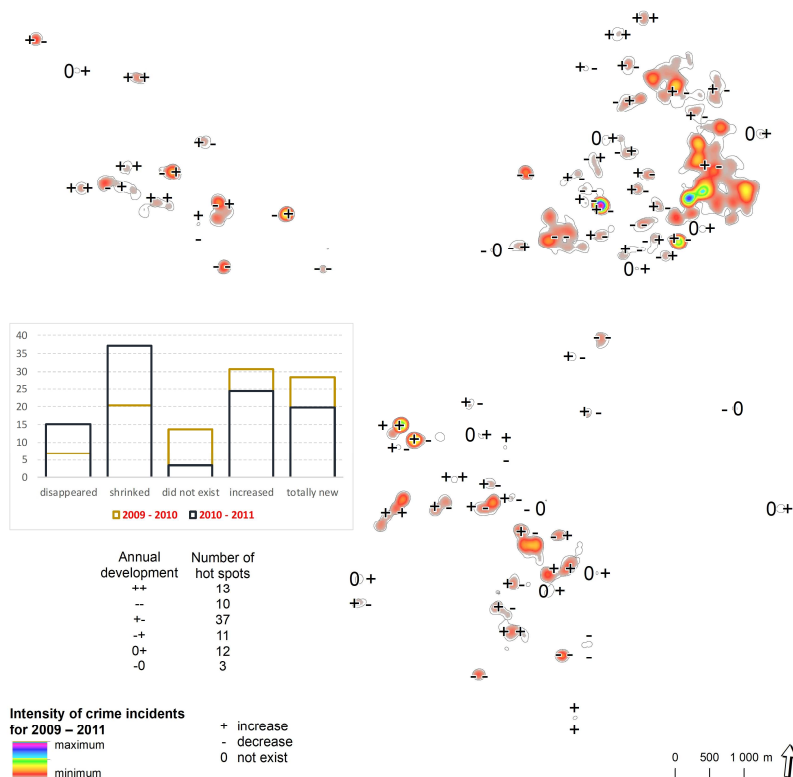 40
35
30
25
20
15
10
5
0
disappeared shrinked did not exist increased totally new
2009 - 2010 2010 - 2011
Annual development Number of hot spots
++ 13
-- 10
+- 37
-+ 11
0+ 12
-0 3
Intensity of crime incidents
for 2009 – 2011
maximum
minimum
+ increase
- decrease
0 not exist
0 500 1 000 m